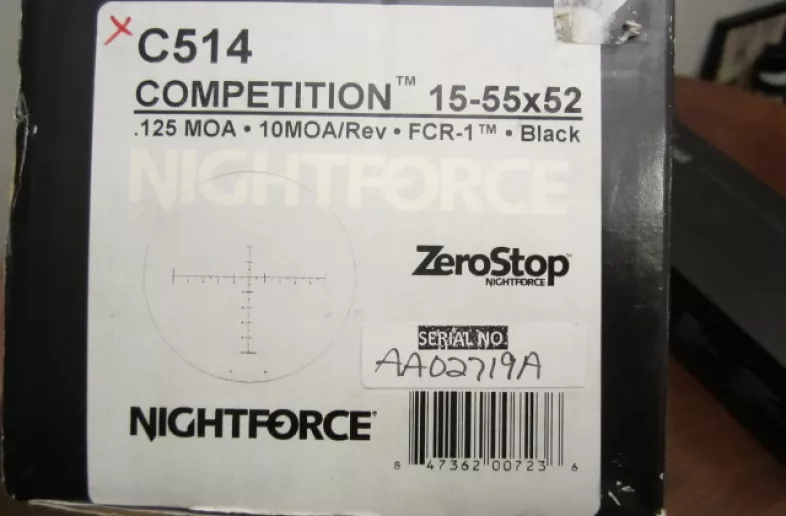 X C514
COMPETITION™ 15-55x52
.125 MOA • 10MOA/Rev • FCR-1™ • Black
NIGHTFORCE
ZeroStop™
NIGHTFORCE
SERIAL NO.
AA02719A
NIGHTFORCE®
8 47362 00723 6